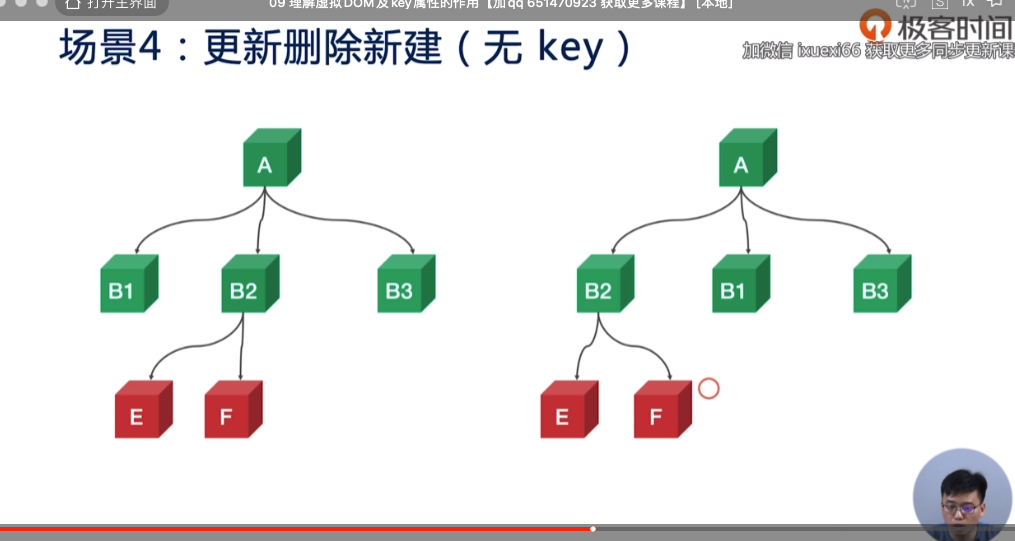 打开主界面
09 理解虚拟DOM及key属性的作用【加qq 651470923 获取更多课程】 [本地]
S
1X
极客时间
场景4：更新删除新建（无 key）
加微信 ixuexi66 获取更多同步更新课
A
A
B1
B2
B3
B2
B1
B3
E
F
E
F